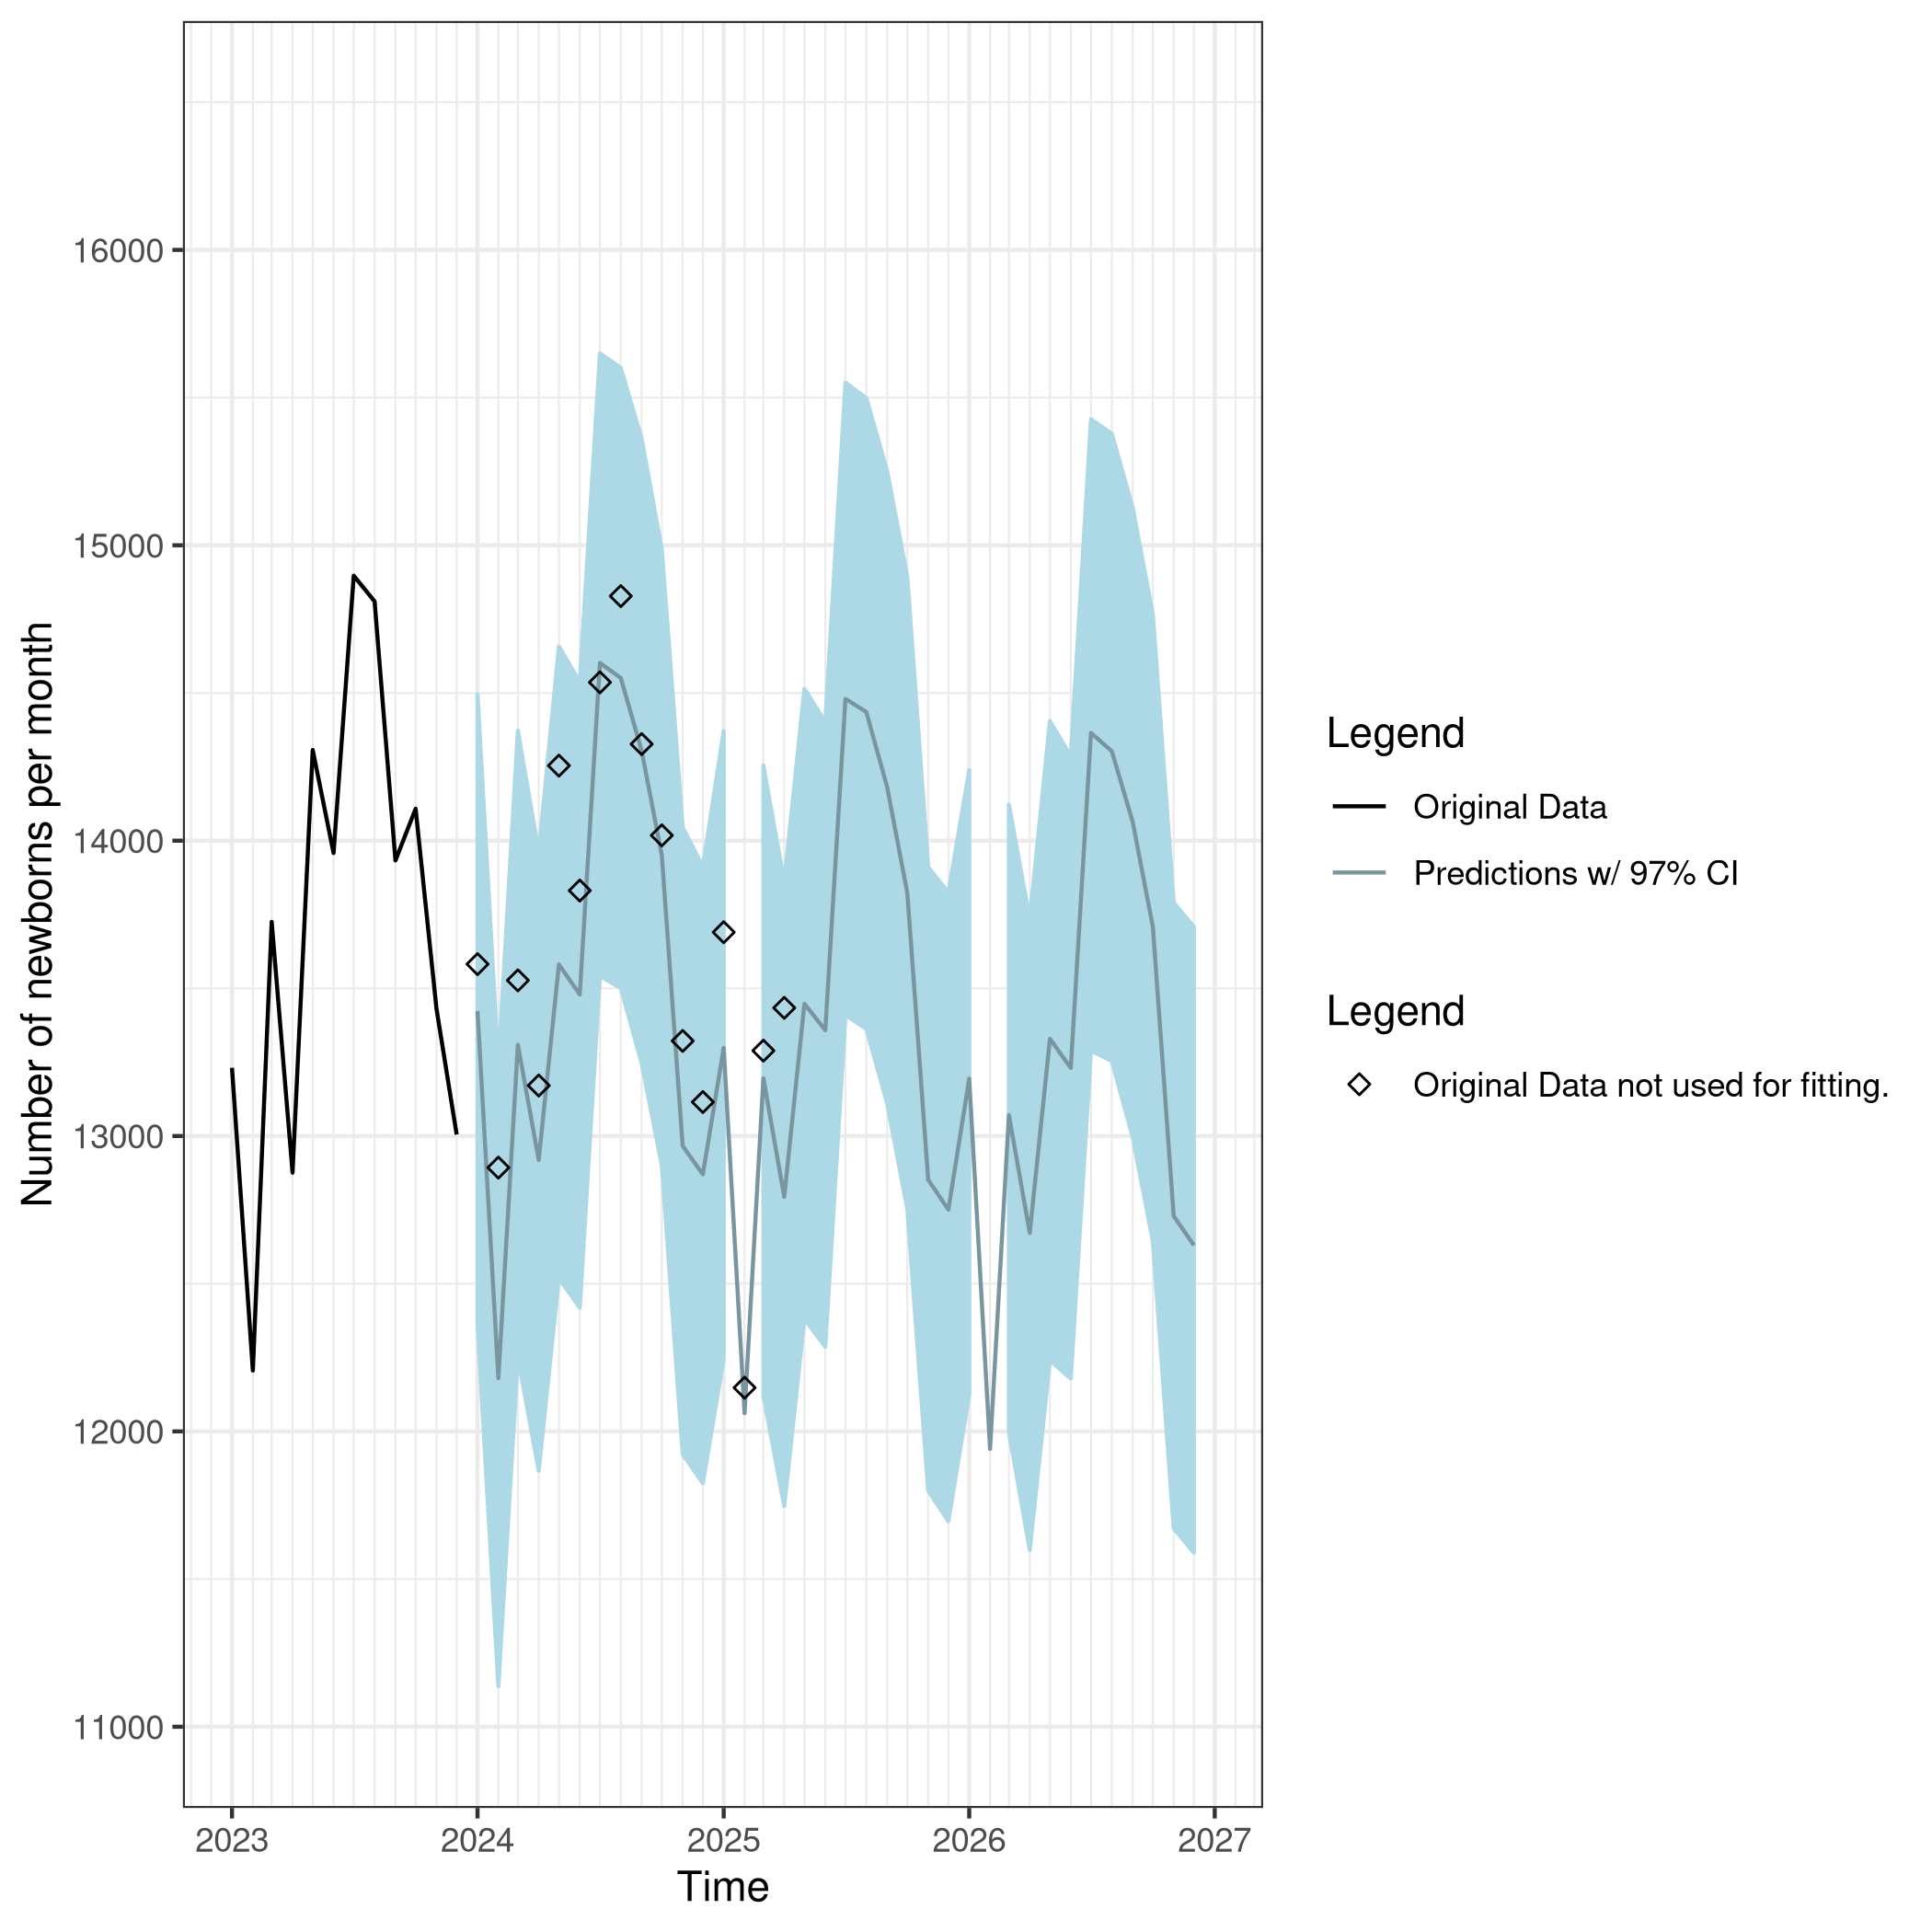 Number of newborns per month
16000
15000
14000
13000
12000
11000
2023 2024 2025 2026 2027
Time
Legend
Original Data
Predictions w/ 97% CI
Legend
Original Data not used for fitting.